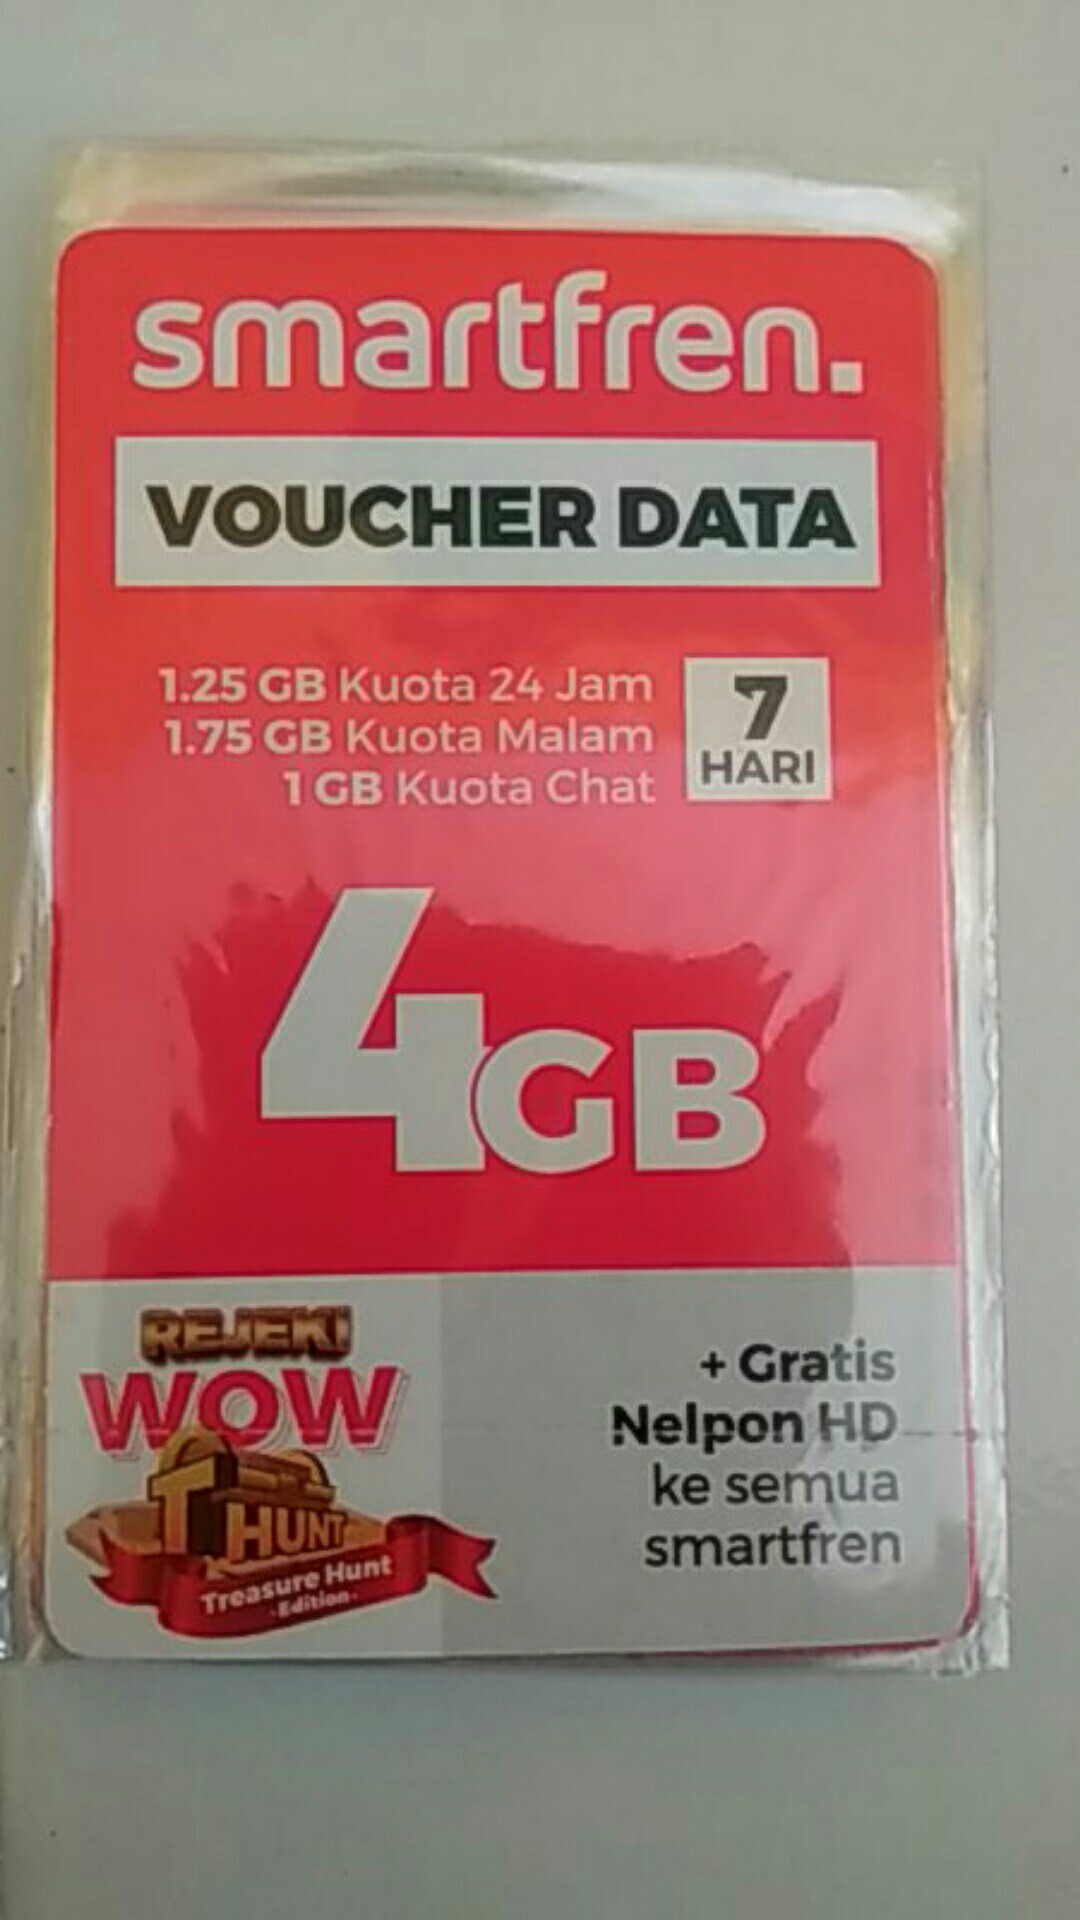 smartfren.
VOUCHER DATA
1.25 GB Kuota 24 Jam
1.75 GB Kuota Malam
1 GB Kuota Chat
7
HARI
4GB
REJEKI
WOW
T HUNT
Treasure Hunt
-Edition-
+ Gratis
Nelpon HD
ke semua
smartfren